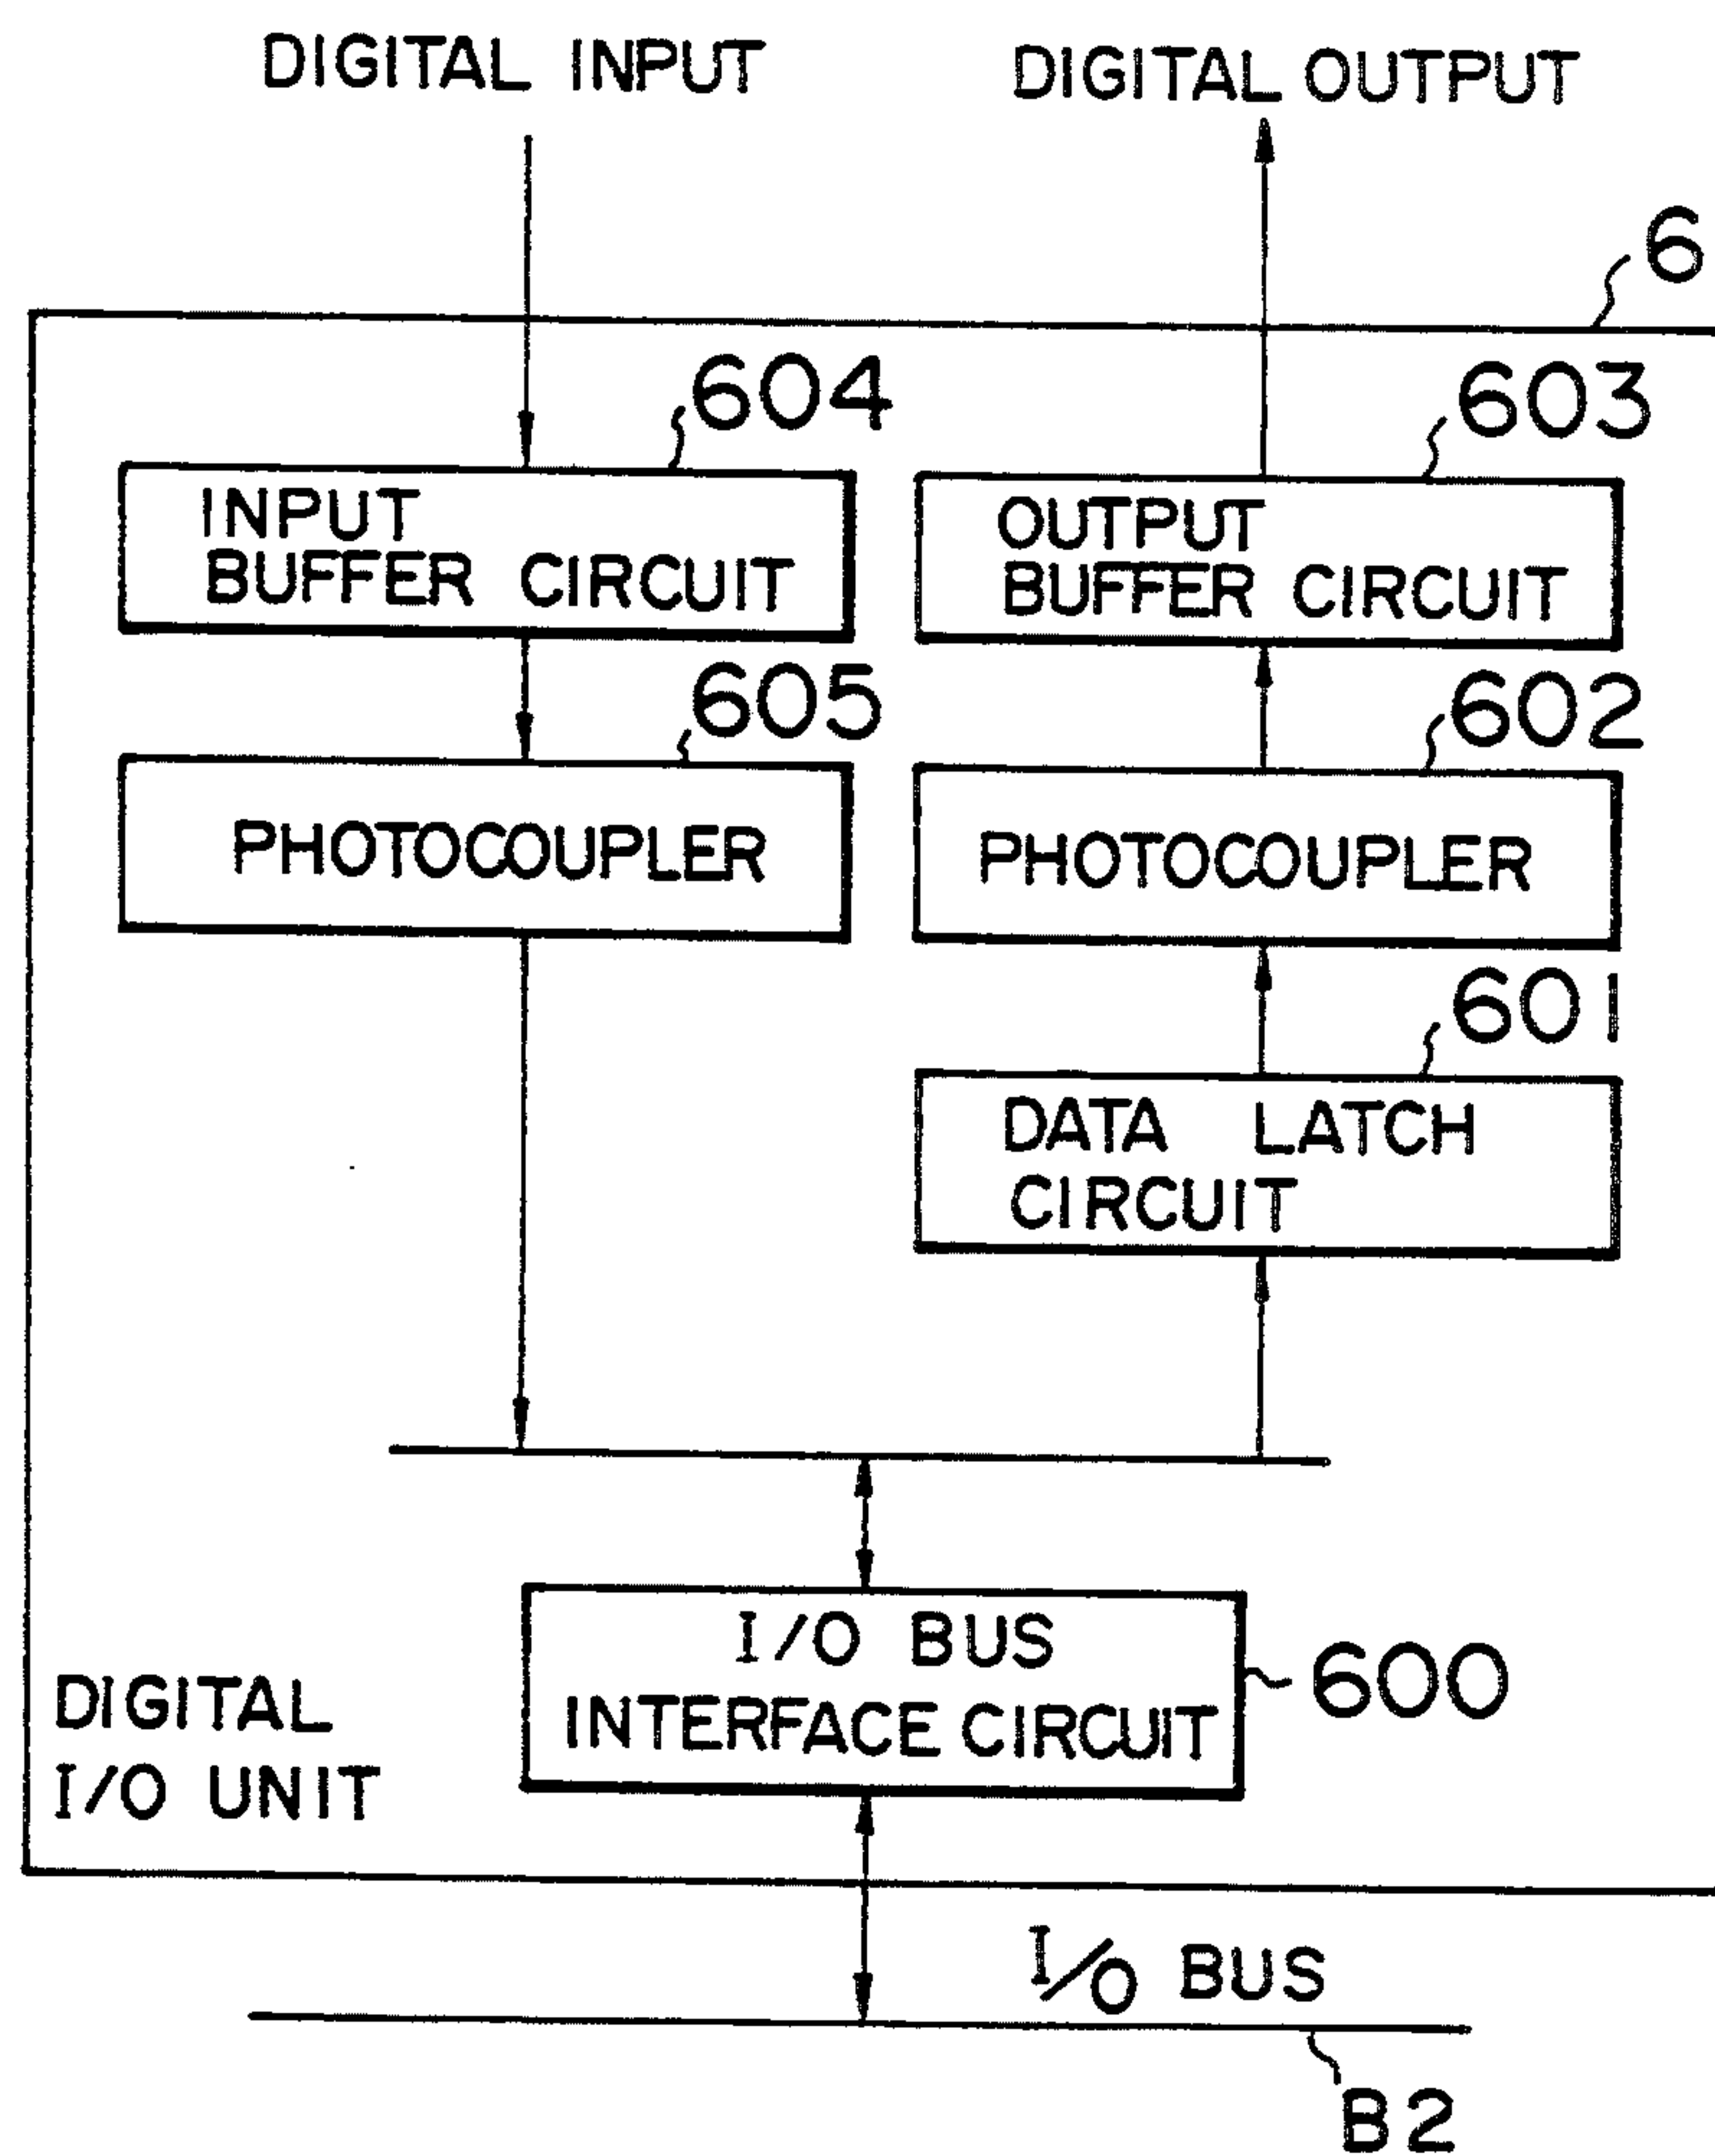 DIGITAL INPUT
DIGITAL OUTPUT
6
604
603
INPUT
BUFFER CIRCUIT
OUTPUT
BUFFER CIRCUIT
605
602
PHOTOCOUPLER
PHOTOCOUPLER
601
DATA LATCH
CIRCUIT
I/O BUS
INTERFACE CIRCUIT
600
DIGITAL
I/O UNIT
I/O BUS
B2